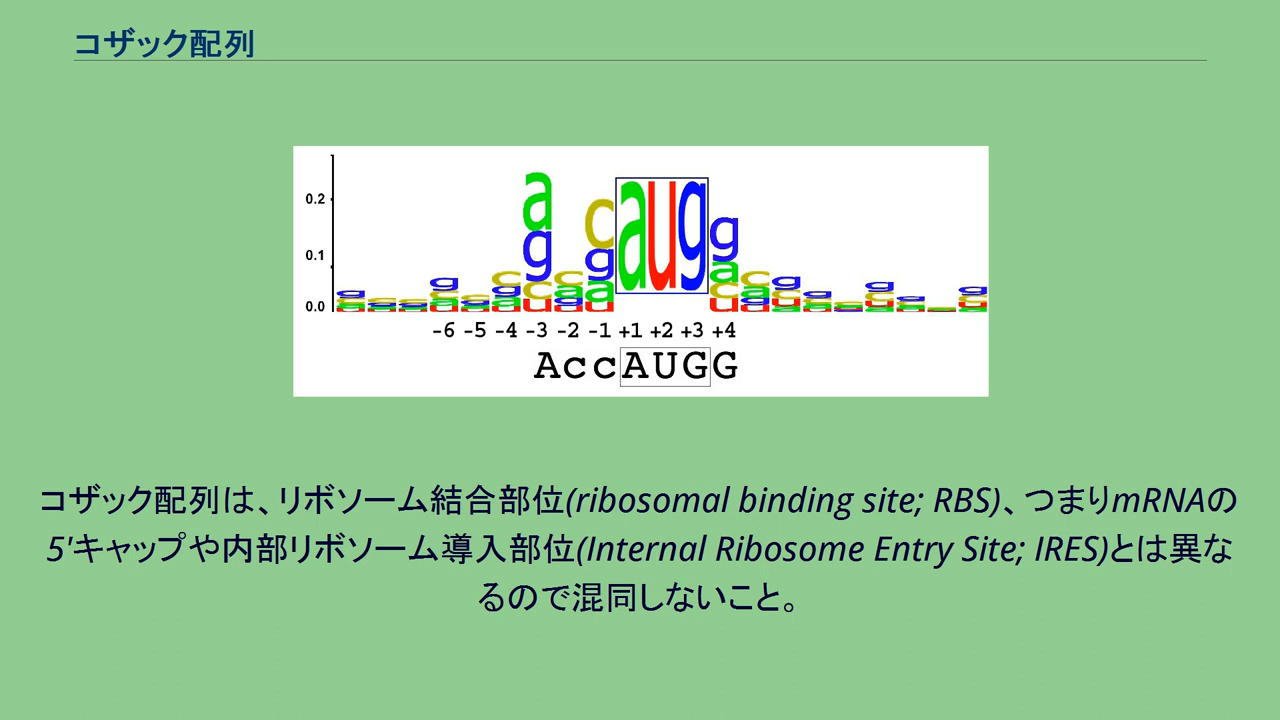 コザック配列
0.2
0.1
0.0
aug
-6 -5 -4 -3 -2 -1 +1 +2 +3 +4
AccAUGG
コザック配列は、リボソーム結合部位(ribosomal binding site; RBS)、つまりmRNAの
5'キャップや内部リボソーム導入部位(Internal Ribosome Entry Site; IRES)とは異な
るので混同しないこと。